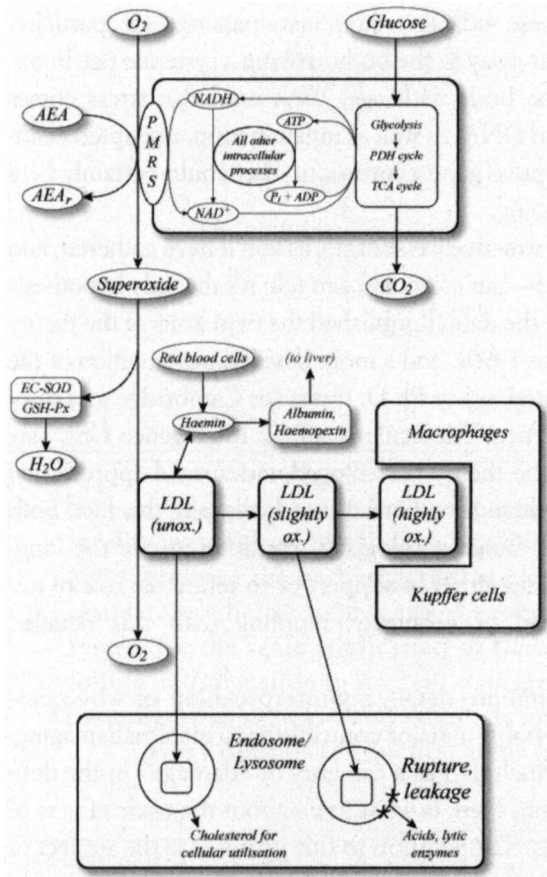 O2
Glucose
AEA
AEAr
PMRS
NADH
NAD+
All other
intracellular
processes
ATP
Pi + ADP
Glycolysis
PDH cycle
TCA cycle
Superoxide
CO2
Red blood cells
(to liver)
EC-SOD
GSH-Px
Haemin
Albumin,
Haemopexin
H2O
Macrophages
LDL
(unox.)
LDL
(slightly
ox.)
LDL
(highly
ox.)
Kupffer cells
O2
Endosome/
Lysosome
Rupture,
leakage
Cholesterol for
cellular utilisation
Acids, lytic
enzymes